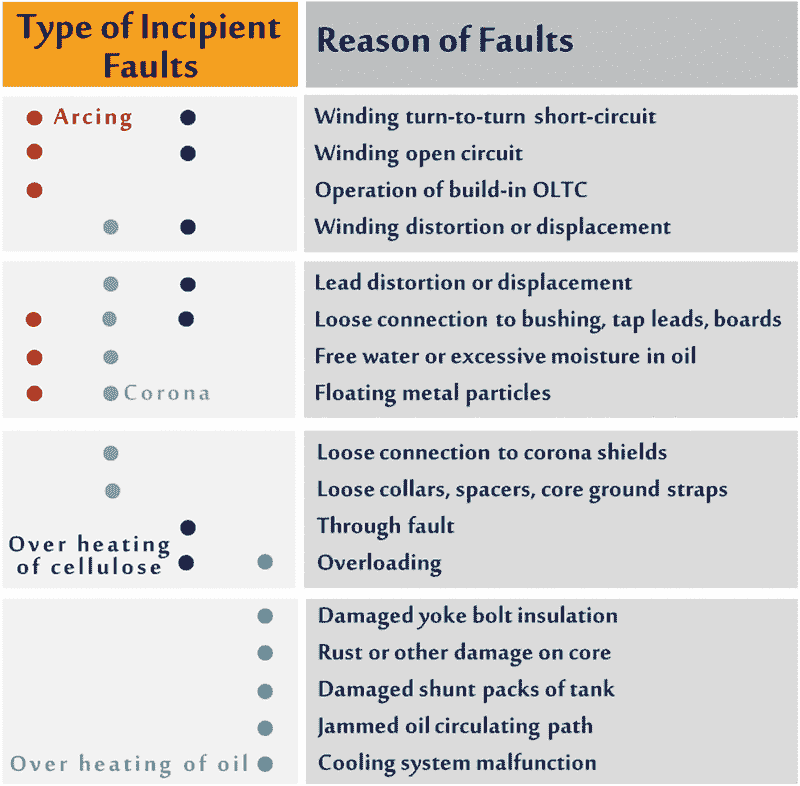 Type of Incipient
Faults
Reason of Faults
Arcing
Winding turn-to-turn short-circuit
Winding open circuit
Operation of build-in OLTC
Winding distortion or displacement
Lead distortion or displacement
Loose connection to bushing, tap leads, boards
Free water or excessive moisture in oil
Corona
Floating metal particles
Loose connection to corona shields
Loose collars, spacers, core ground straps
Through fault
Over heating
of cellulose
Overloading
Damaged yoke bolt insulation
Rust or other damage on core
Damaged shunt packs of tank
Jammed oil circulating path
Over heating of oil
Cooling system malfunction